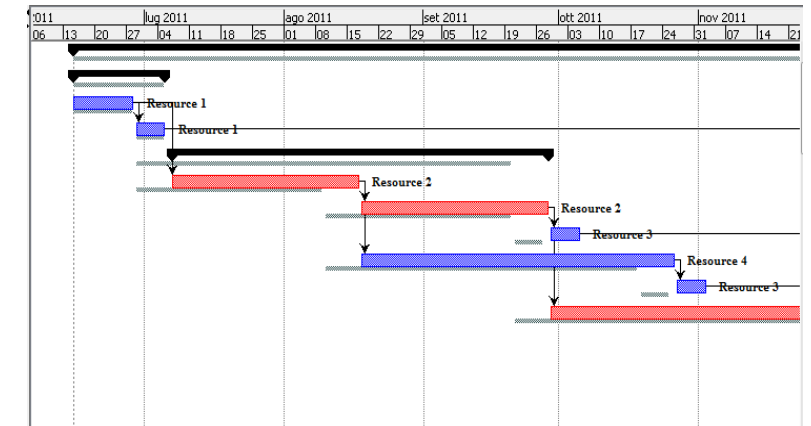 2011 lug 2011 ago 2011 set 2011 ott 2011 nov 2011
06 13 20 27 04 11 18 25 01 08 15 22 29 05 12 19 26 03 10 17 24 31 07 14 21
Resource 1
Resource 1
Resource 2
Resource 2
Resource 3
Resource 4
Resource 3